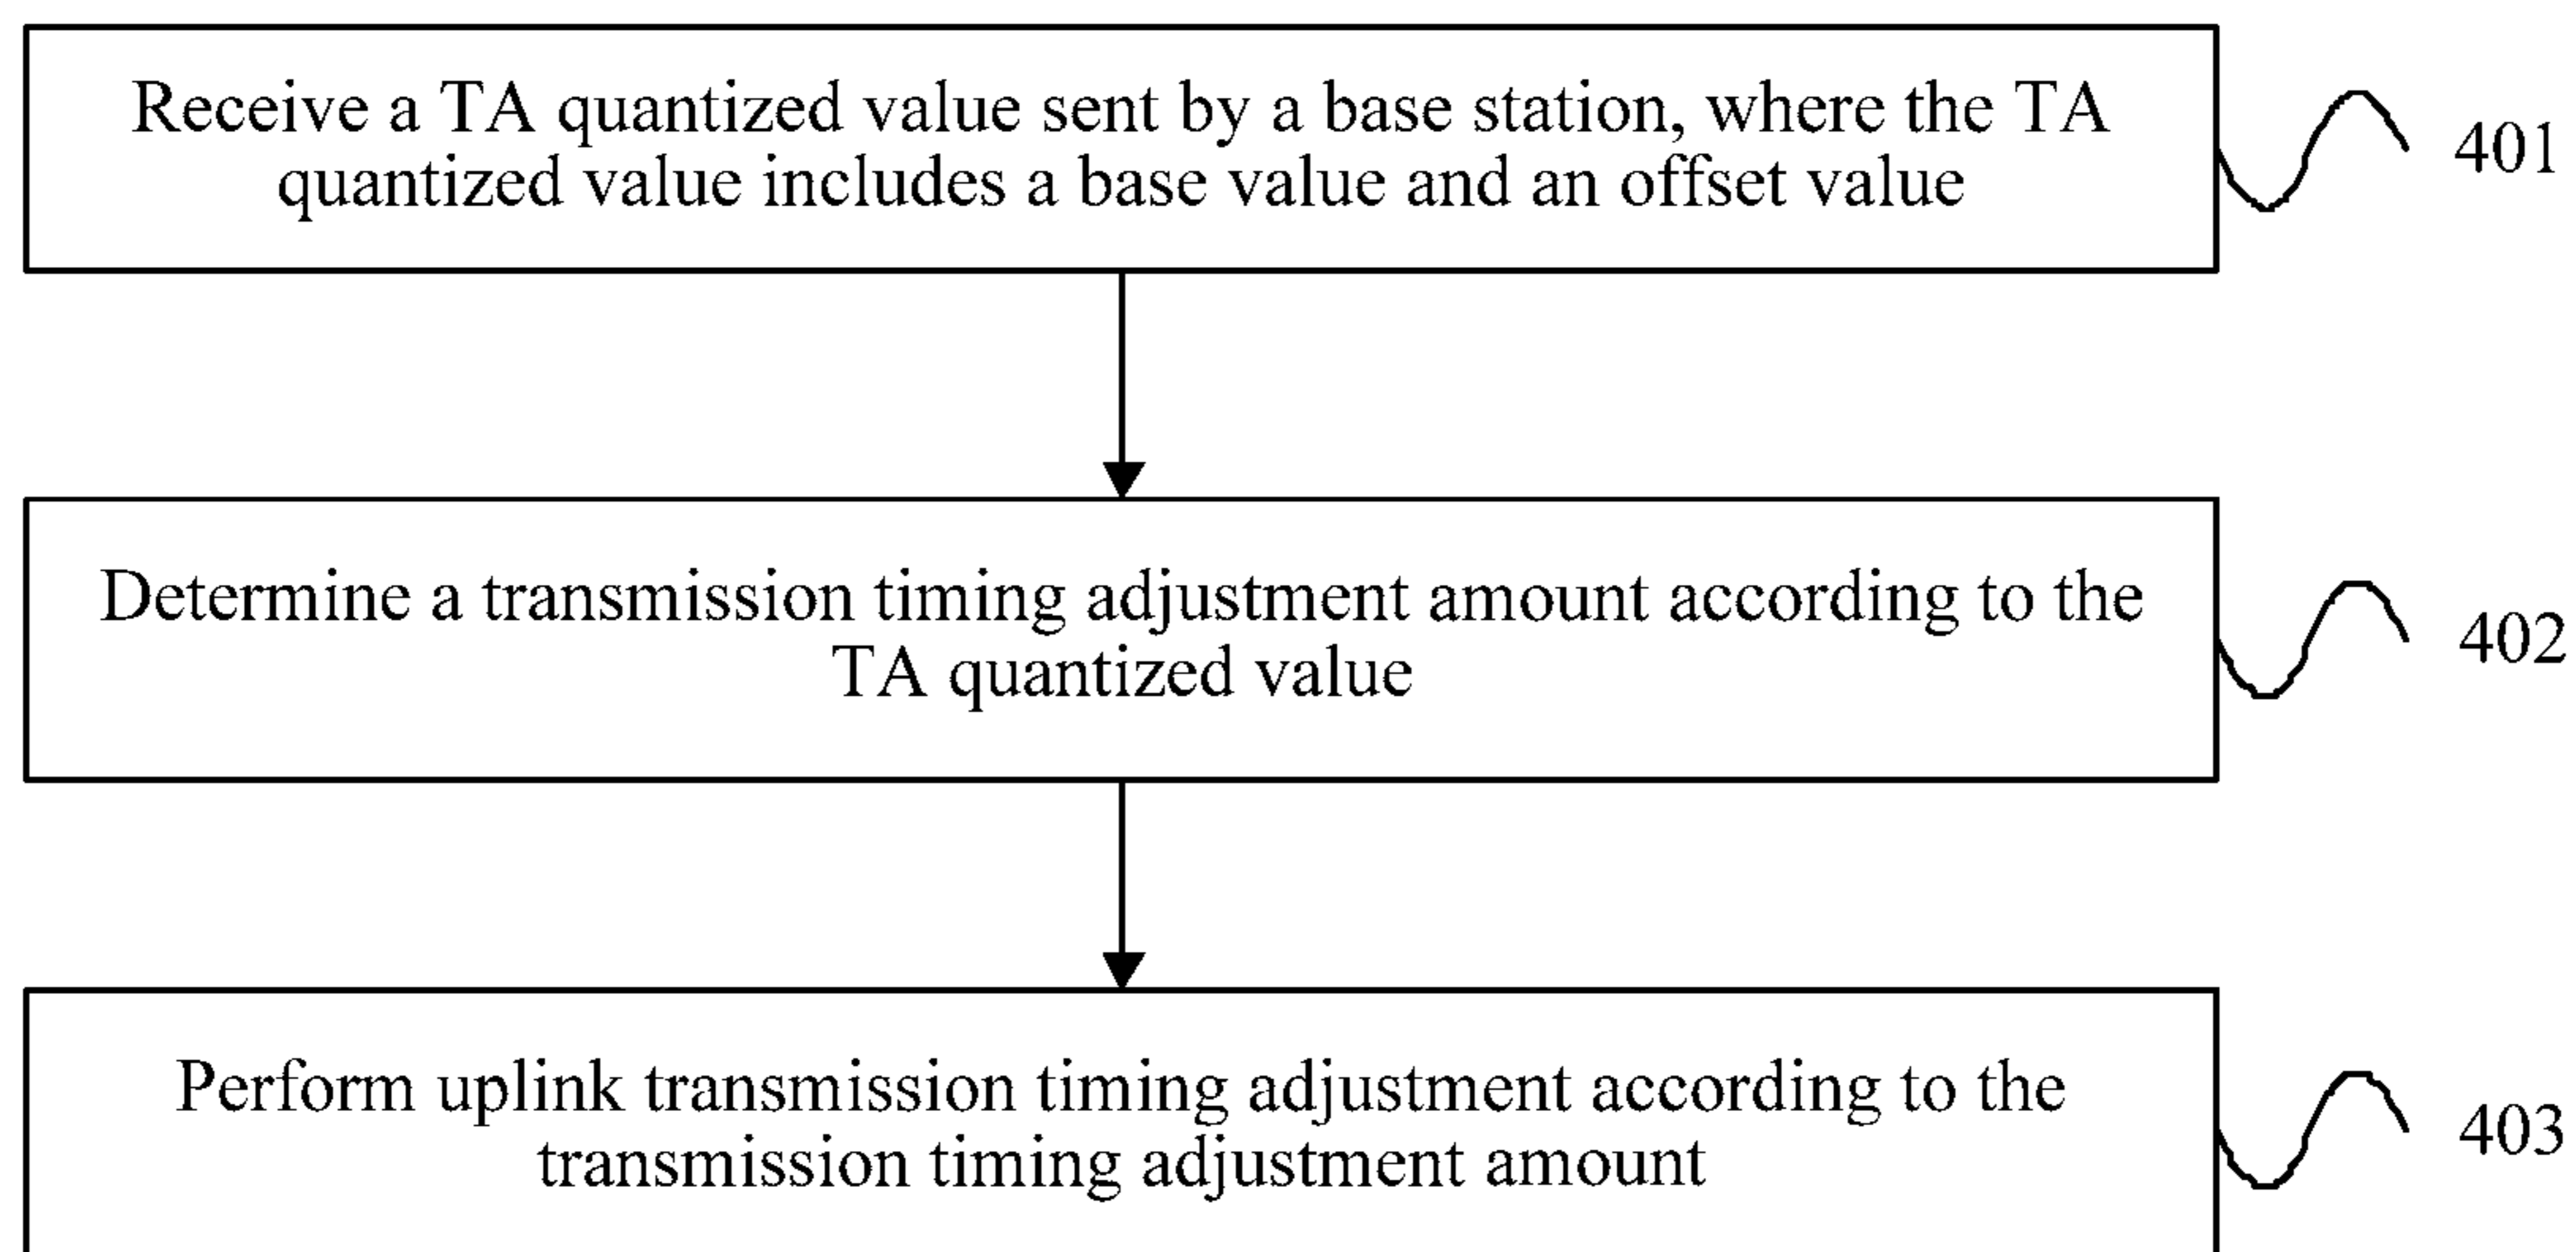 Receive a TA quantized value sent by a base station, where the TA
quantized value includes a base value and an offset value
401
Determine a transmission timing adjustment amount according to the
TA quantized value
402
Perform uplink transmission timing adjustment according to the
transmission timing adjustment amount
403